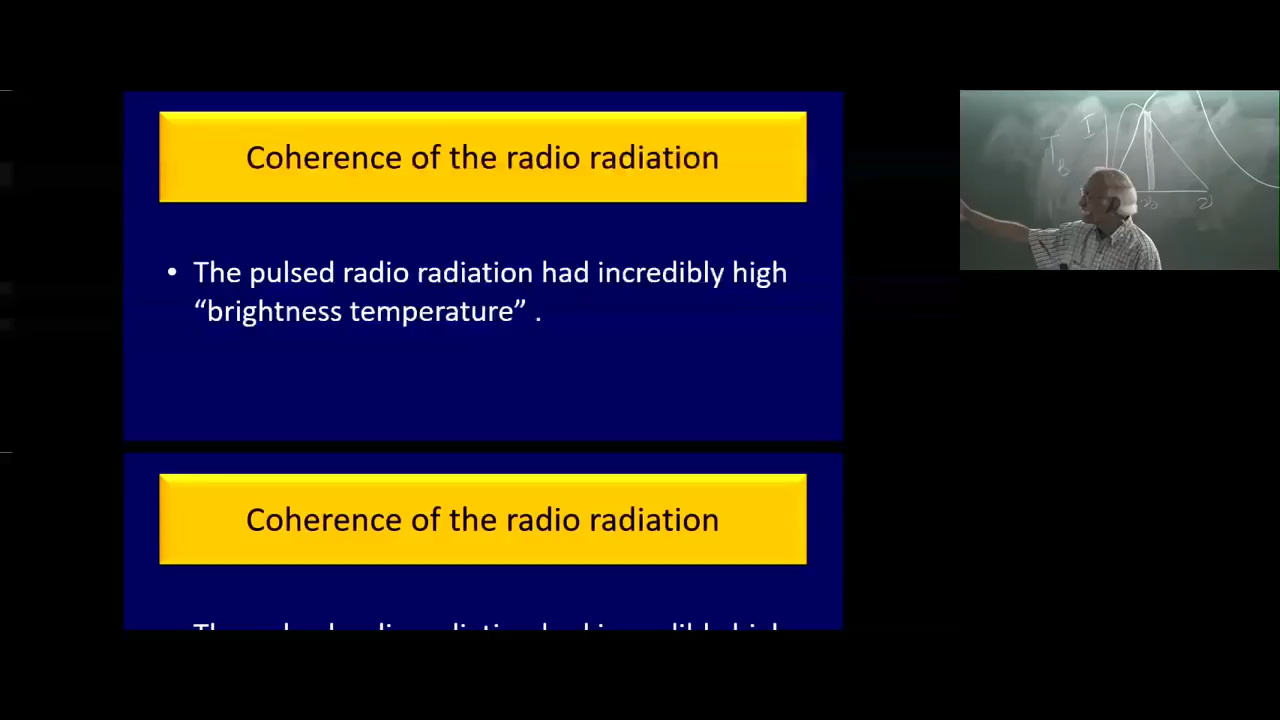 Coherence of the radio radiation
• The pulsed radio radiation had incredibly high
“brightness temperature” .
Coherence of the radio radiation
T I
B